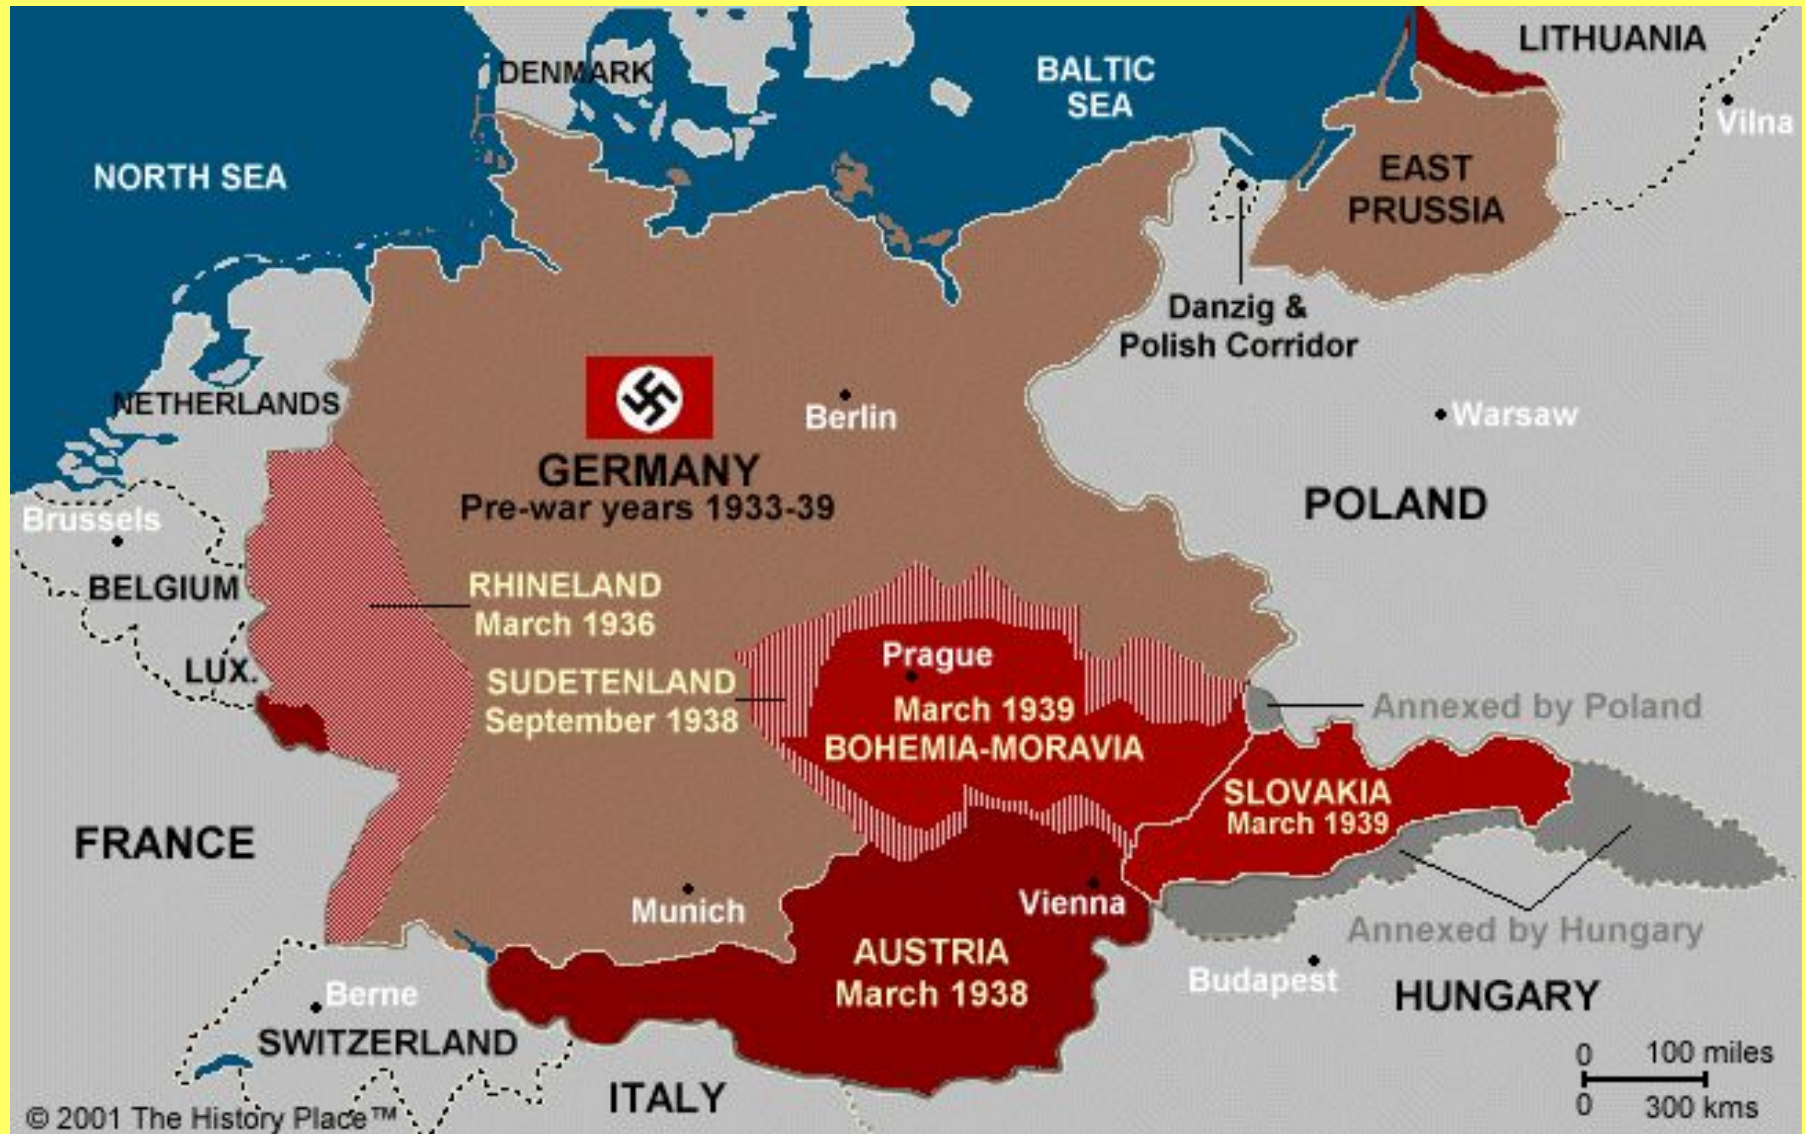 DENMARK
BALTIC
SEA
LITHUANIA
Vilna
NORTH SEA
EAST
PRUSSIA
Danzig &
Polish Corridor
NETHERLANDS
Berlin
Warsaw
GERMANY
Pre-war years 1933-39
POLAND
Brussels
BELGIUM
RHINELAND
March 1936
LUX.
SUDETENLAND
September 1938
Prague
March 1939
BOHEMIA-MORAVIA
Annexed by Poland
SLOVAKIA
March 1939
FRANCE
Munich
Vienna
AUSTRIA
March 1938
Annexed by Hungary
Budapest
HUNGARY
Berne
SWITZERLAND
ITALY
0 100 miles
0 300 kms
© 2001 The History Place™